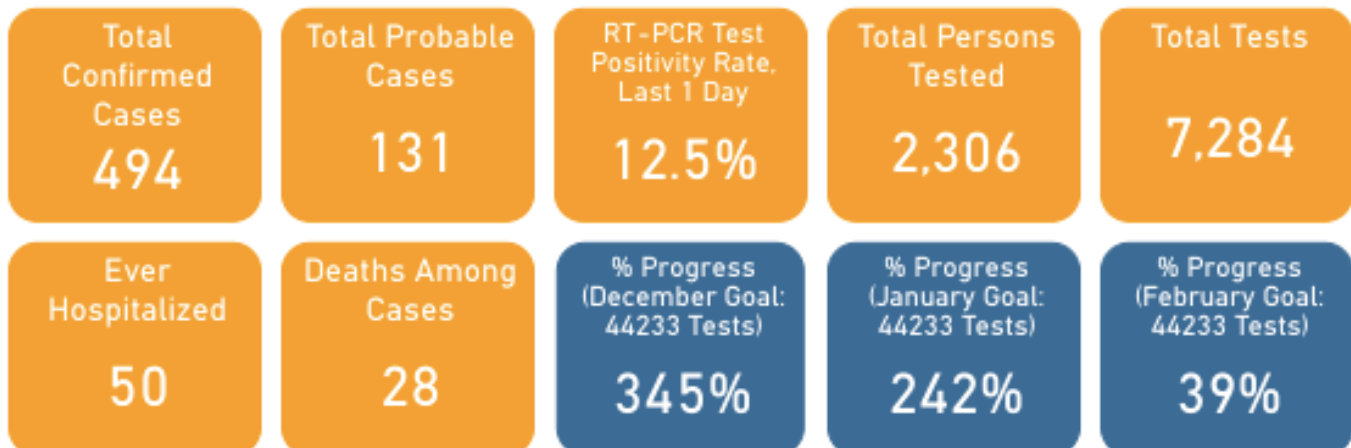 Total
Confirmed
Cases
494
Total Probable
Cases
131
RT-PCR Test
Positivity Rate,
Last 1 Day
12.5%
Total Persons
Tested
2,306
Total Tests
7,284
Ever
Hospitalized
50
Deaths Among
Cases
28
% Progress
(December Goal:
44233 Tests)
345%
% Progress
(January Goal:
44233 Tests)
242%
% Progress
(February Goal:
44233 Tests)
39%